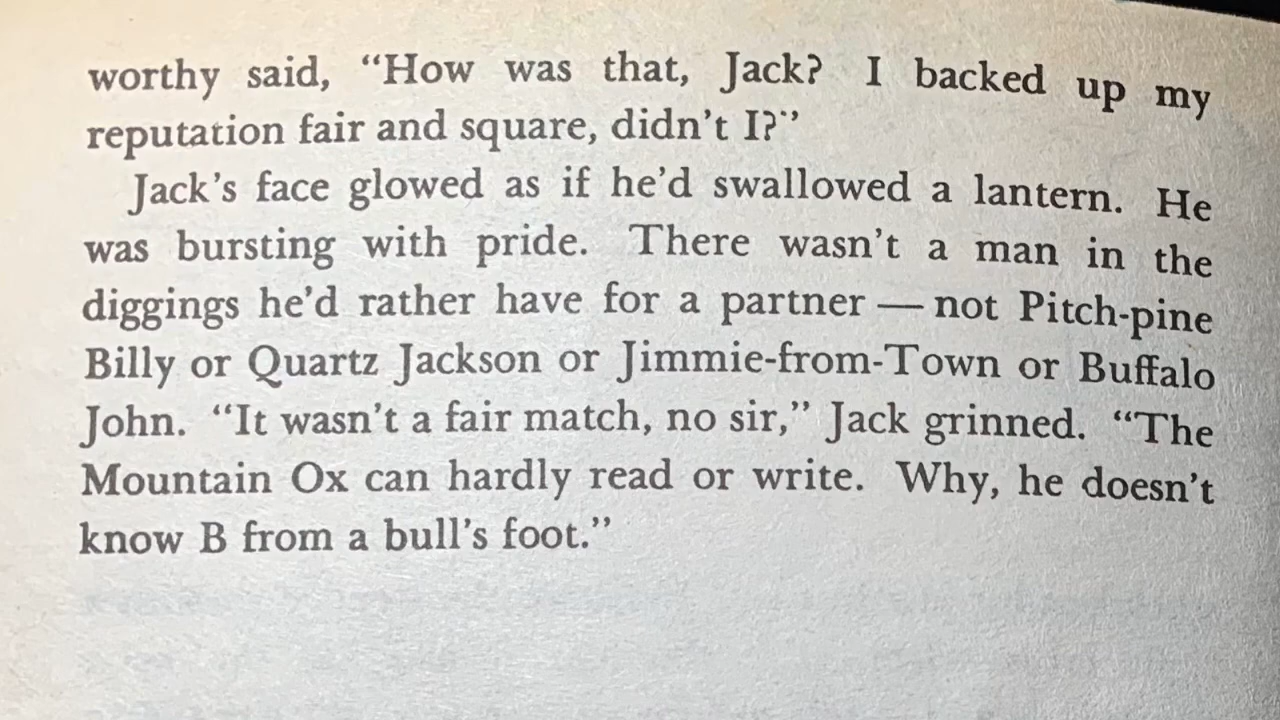 worthy said, “How was that, Jack? I backed up my
reputation fair and square, didn’t I?”
Jack’s face glowed as if he’d swallowed a lantern. He
was bursting with pride. There wasn’t a man in the
diggings he’d rather have for a partner — not Pitch-pine
Billy or Quartz Jackson or Jimmie-from-Town or Buffalo
John. “It wasn’t a fair match, no sir,” Jack grinned. “The
Mountain Ox can hardly read or write. Why, he doesn’t
know B from a bull’s foot.”